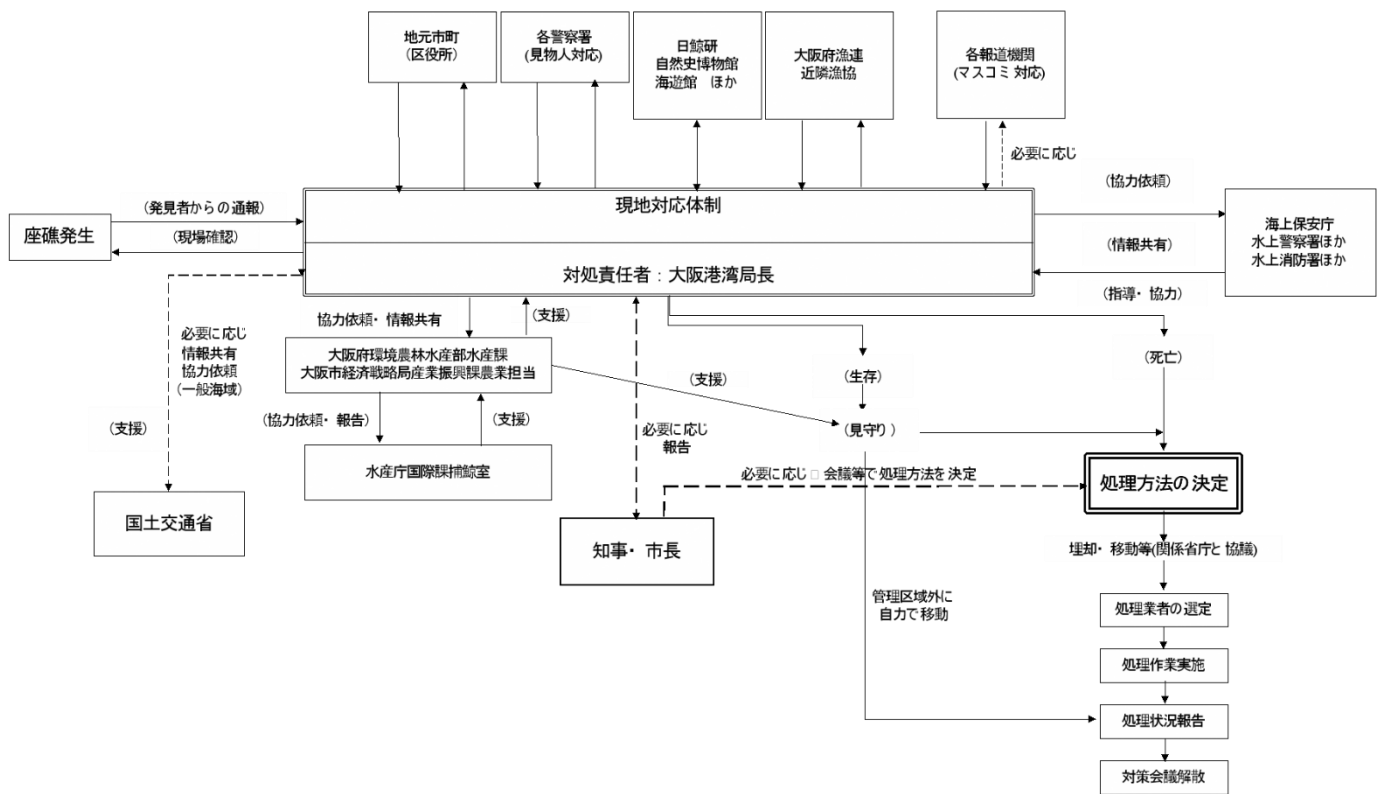 地元市町
（区役所）
各警察署
(見物人対応)
日鯨研
自然史博物館
海遊館　ほか
大阪府漁連
近隣漁協
各報道機関
(マスコミ対応)
必要に応じ
(協力依頼)
(発見者からの通報)
現地対応体制
座礁発生
(現場確認)
(情報共有)
海上保安庁
水上警察署ほか
水上消防署ほか
対処責任者：大阪港湾局長
(指導・協力)
協力依頼・情報共有
(支援)
必要に応じ
情報共有
協力依頼
(一般海域)
大阪府環境農林水産部水産課
大阪市経済戦略局産業振興課農業担当
(支援)
(生存)
(死亡)
(協力依頼・報告)
(支援)
(支援)
必要に応じ
報告
(見守り)
水産庁国際課捕鯨室
必要に応じ□会議等で処理方法を決定
処理方法の決定
国土交通省
知事・市長
埋却・移動等(関係省庁と協議)
管理区域外に
自力で移動
処理業者の選定
処理作業実施
処理状況報告
対策会議解散